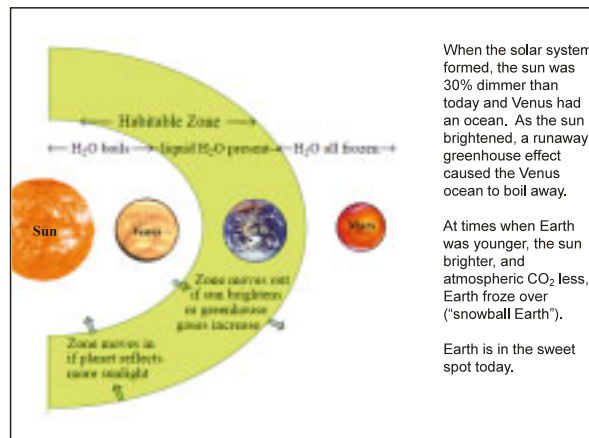 Habitable Zone
H₂O boils liquid H₂O present H₂O all frozen
Sun
Venus
Mars
Zone moves out
if sun brightens
or greenhouse
gases increase
Zone moves in
if planet reflects
more sunlight
When the solar system
formed, the sun was
30% dimmer than
today and Venus had
an ocean. As the sun
brightened, a runaway
greenhouse effect
caused the Venus
ocean to boil away.
At times when Earth
was younger, the sun
brighter, and
atmospheric CO₂ less,
Earth froze over
("snowball Earth").
Earth is in the sweet
spot today.